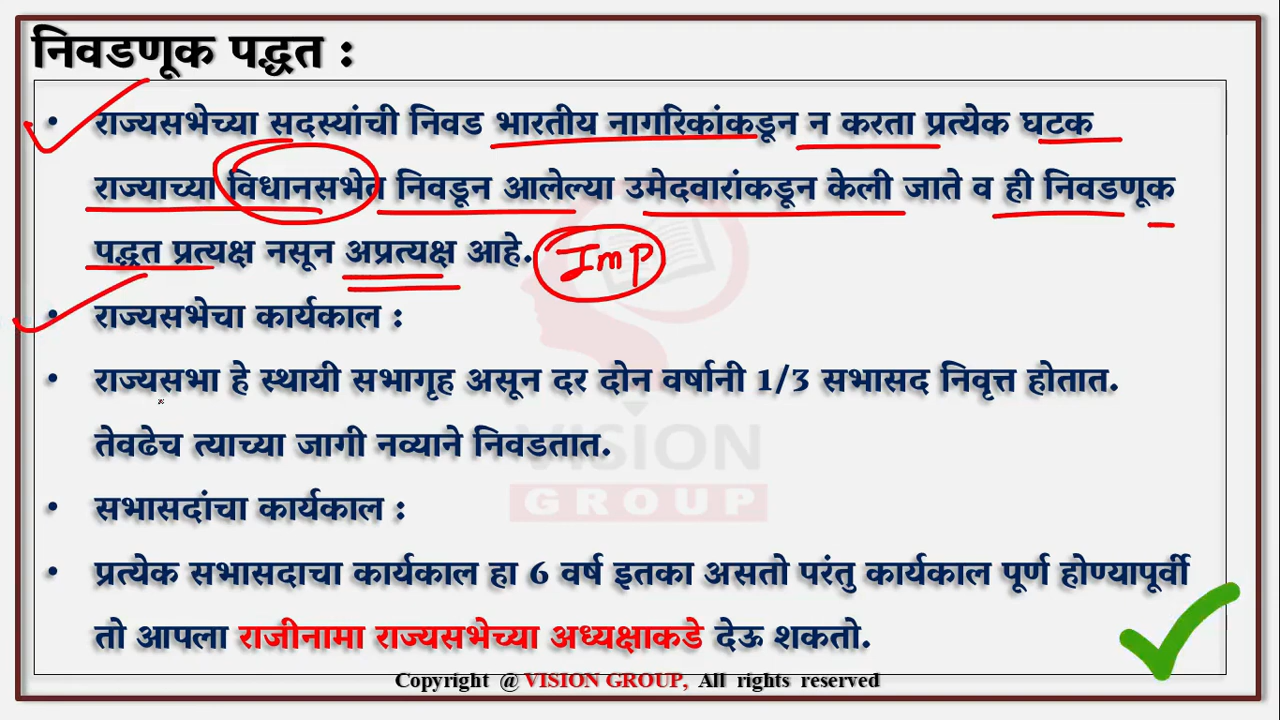 निवडणूक पद्धत :
• राज्यसभेच्या सदस्यांची निवड भारतीय नागरिकांकडून न करता प्रत्येक घटक
राज्याच्या विधानसभेत निवडून आलेल्या उमेदवारांकडून केली जाते व ही निवडणूक
पद्धत प्रत्यक्ष नसून अप्रत्यक्ष आहे. Imp
• राज्यसभेचा कार्यकाल :
• राज्यसभा हे स्थायी सभागृह असून दर दोन वर्षानी 1/3 सभासद निवृत्त होतात.
तेवढेच त्याच्या जागी नव्याने निवडतात.
VISION
GROUP
• सभासदांचा कार्यकाल :
• प्रत्येक सभासदाचा कार्यकाल हा 6 वर्ष इतका असतो परंतु कार्यकाल पूर्ण होण्यापूर्वी
तो आपला राजीनामा राज्यसभेच्या अध्यक्षाकडे देऊ शकतो.
Copyright @ VISION GROUP, All rights reserved